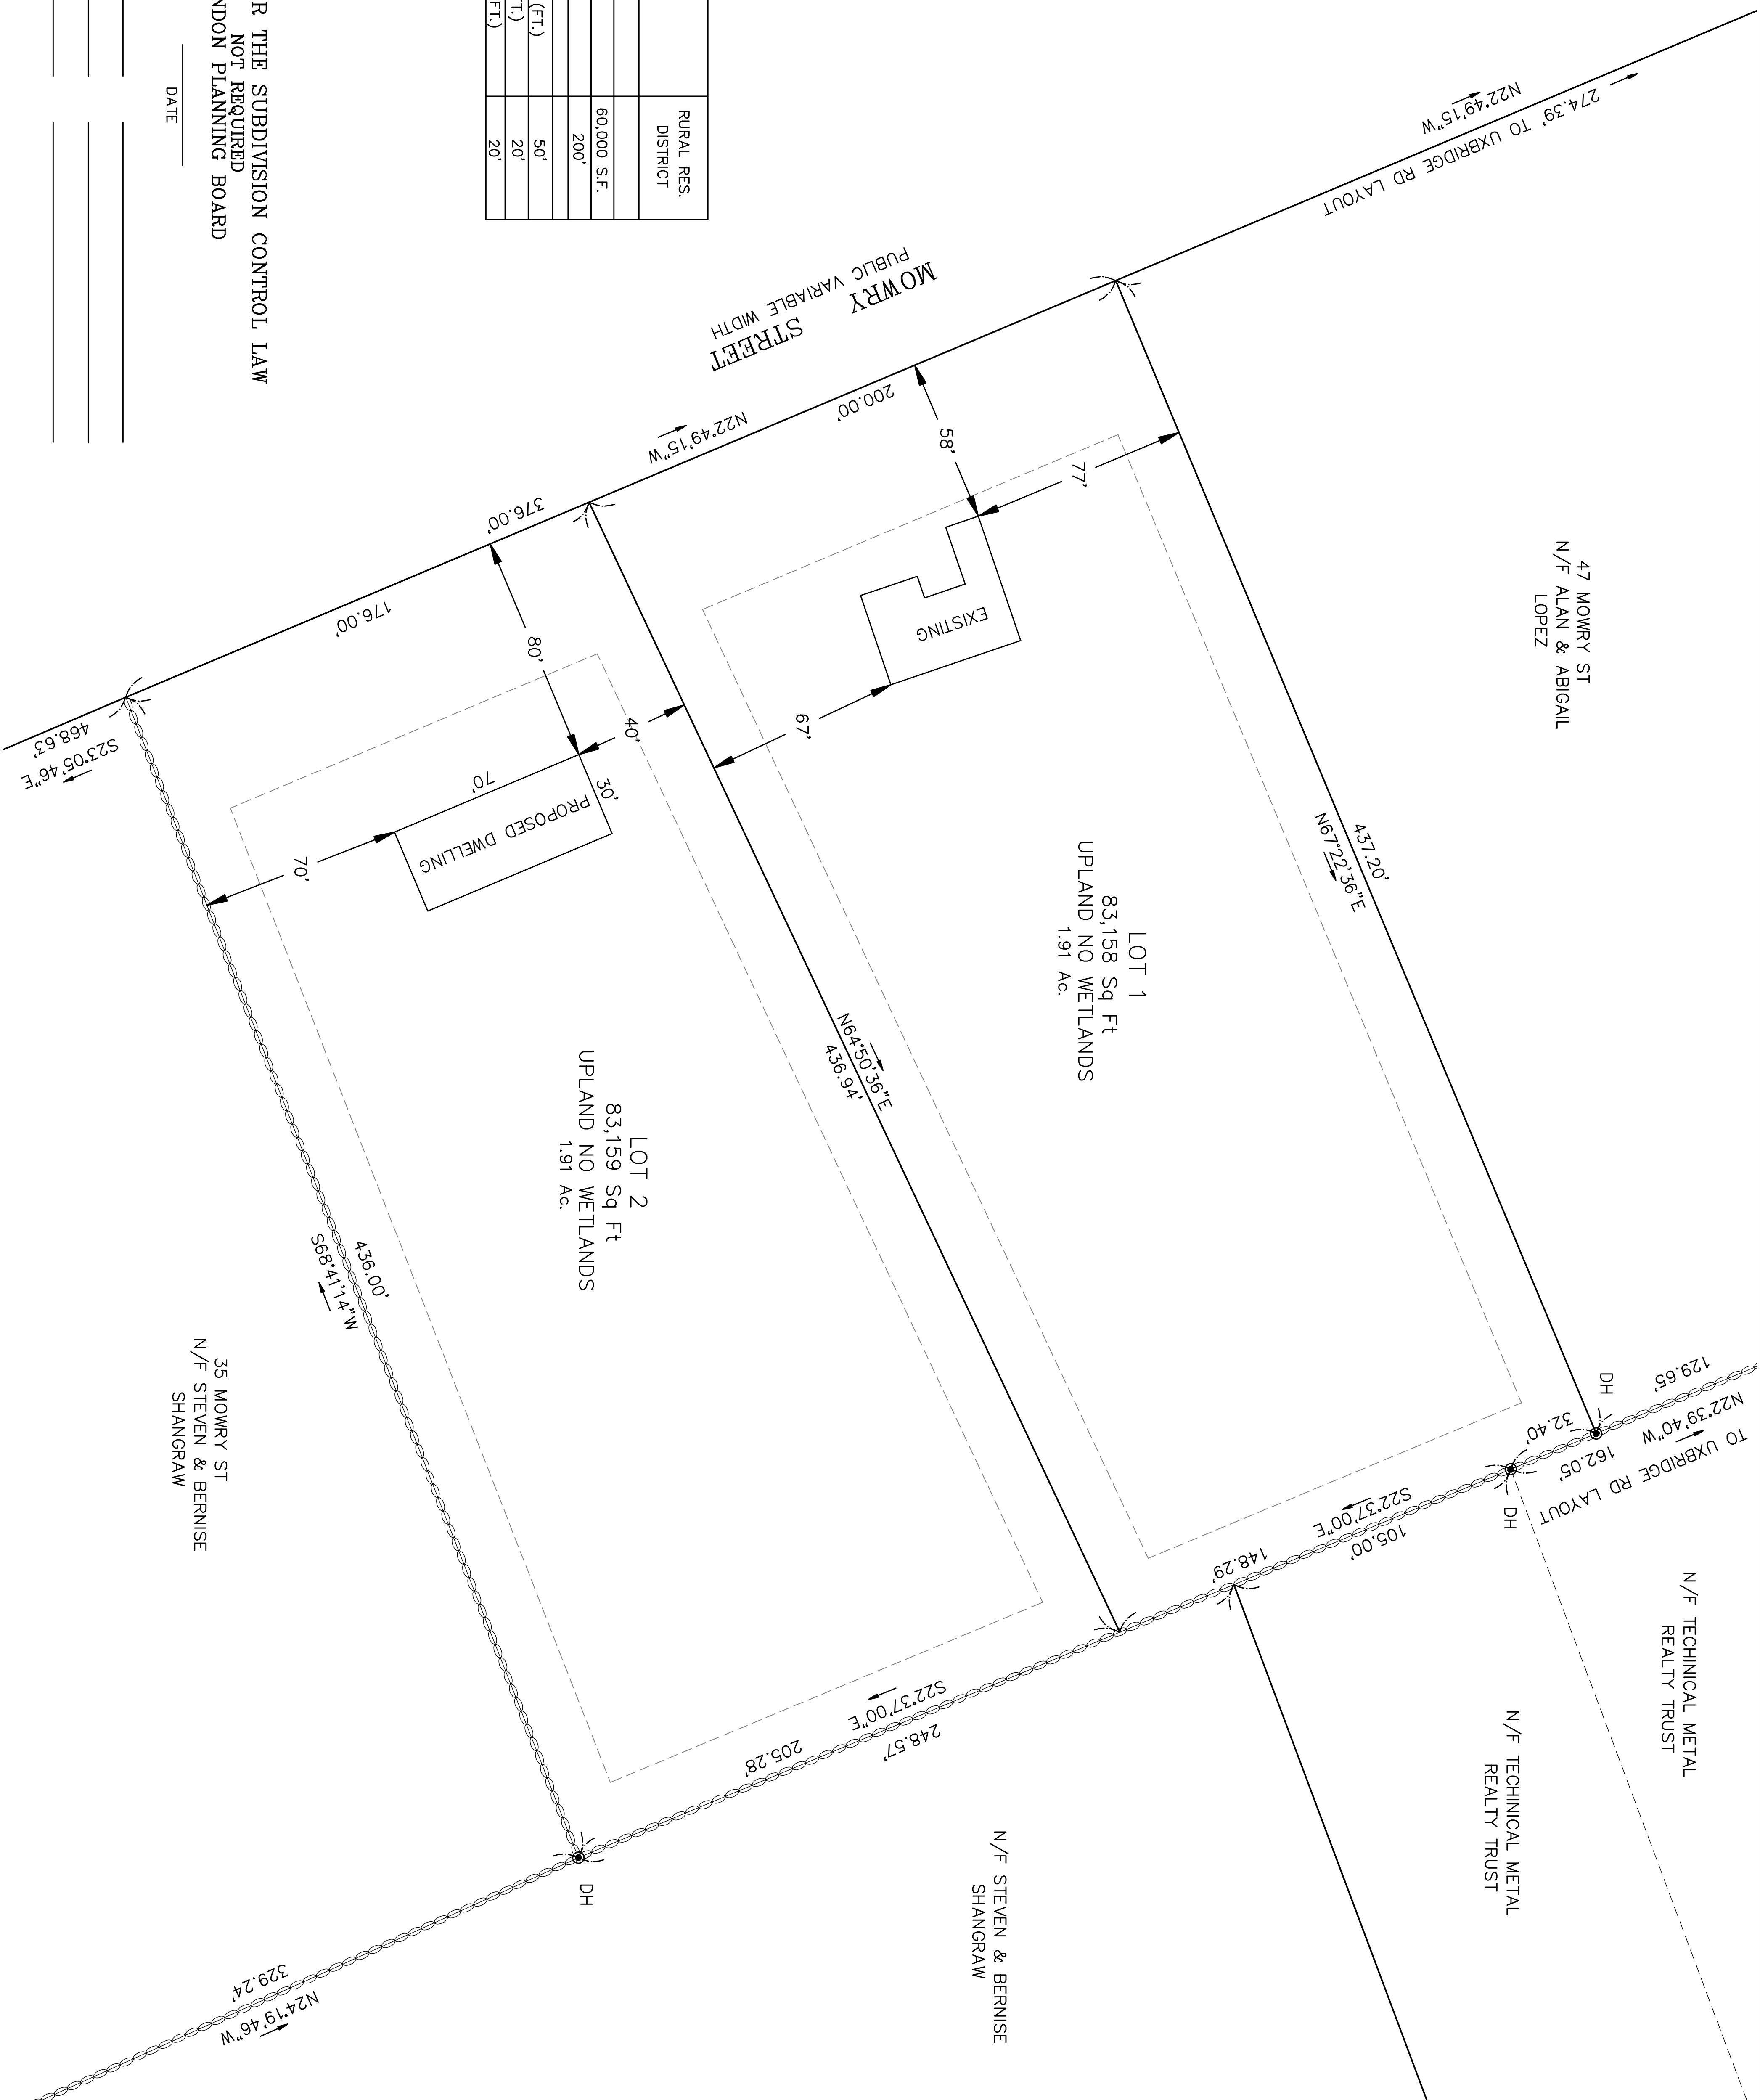 RURAL RES.
DISTRICT
60,000 S.F.
200'
(FT.)
50'
T.)
20'
FT.)
20'
R THE SUBDIVISION CONTROL LAW
NOT REQUIRED
NDON PLANNING BOARD
DATE
N22°49'15"W
274.39' TO UXBRIDGE RD LAYOUT
MOWRY STREET
PUBLIC VARIABLE WIDTH
47 MOWRY ST
N/F ALAN & ABIGAIL
LOPEZ
N22°49'15"W
200.00'
376.00'
176.00'
58'
77'
EXISTING
67'
437.20'
N67°22'36"E
LOT 1
83,158 Sq Ft
UPLAND NO WETLANDS
1.91 Ac.
N64°50'36"E
436.94'
80'
40'
30'
70'
PROPOSED DWELLING
70'
468.63'
S23°05'46"E
LOT 2
83,159 Sq Ft
UPLAND NO WETLANDS
1.91 Ac.
436.00'
S68°41'14"W
35 MOWRY ST
N/F STEVEN & BERNISE
SHANGRAW
129.65'
N22°39'40"W
162.05'
TO UXBRIDGE RD LAYOUT
32.40'
DH
DH
S22°37'00"E
105.00'
148.29'
N/F TECHINICAL METAL
REALTY TRUST
N/F TECHINICAL METAL
REALTY TRUST
S22°37'00"E
248.57'
205.28'
DH
N/F STEVEN & BERNISE
SHANGRAW
329.24'
N24°19'46"W